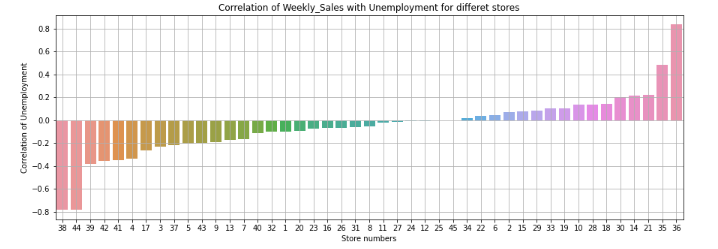 Correlation of Weekly_Sales with Unemployment for differet stores
Correlation of Unemployment
0.8
0.6
0.4
0.2
0.0
−0.2
−0.4
−0.6
−0.8
38 44 39 42 41 4 17 3 37 5 43 9 13 7 40 32 1 20 23 16 26 31 8 11 27 24 12 25 45 34 22 6 2 15 29 33 19 10 28 18 30 14 21 35 36
Store numbers